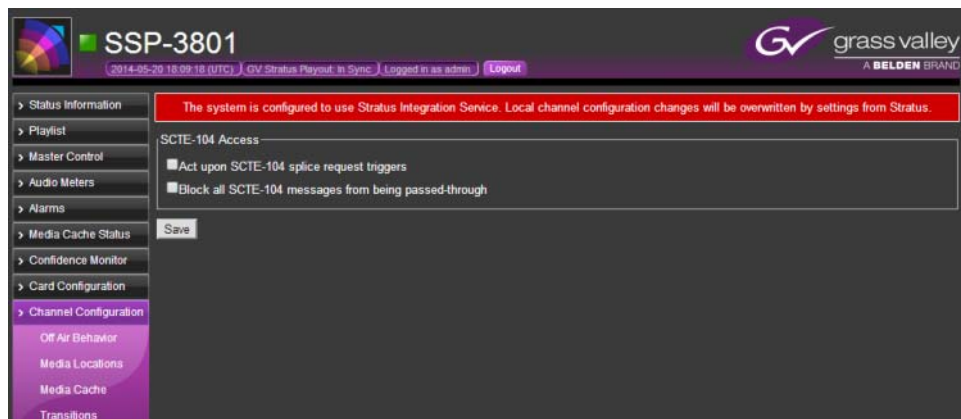 SSP-3801
GV grass valley
A BELDEN BRAND
2014-05-20 18:09:18 (UTC) GV Stratus Playout: In Sync Logged in as admin Logout
> Status Information
> Playlist
> Master Control
> Audio Meters
> Alarms
> Media Cache Status
> Confidence Monitor
> Card Configuration
> Channel Configuration
Off Air Behavior
Media Locations
Media Cache
Transitions
The system is configured to use Stratus Integration Service. Local channel configuration changes will be overwritten by settings from Stratus.
SCTE-104 Access
Act upon SCTE-104 splice request triggers
Block all SCTE-104 messages from being passed-through
Save